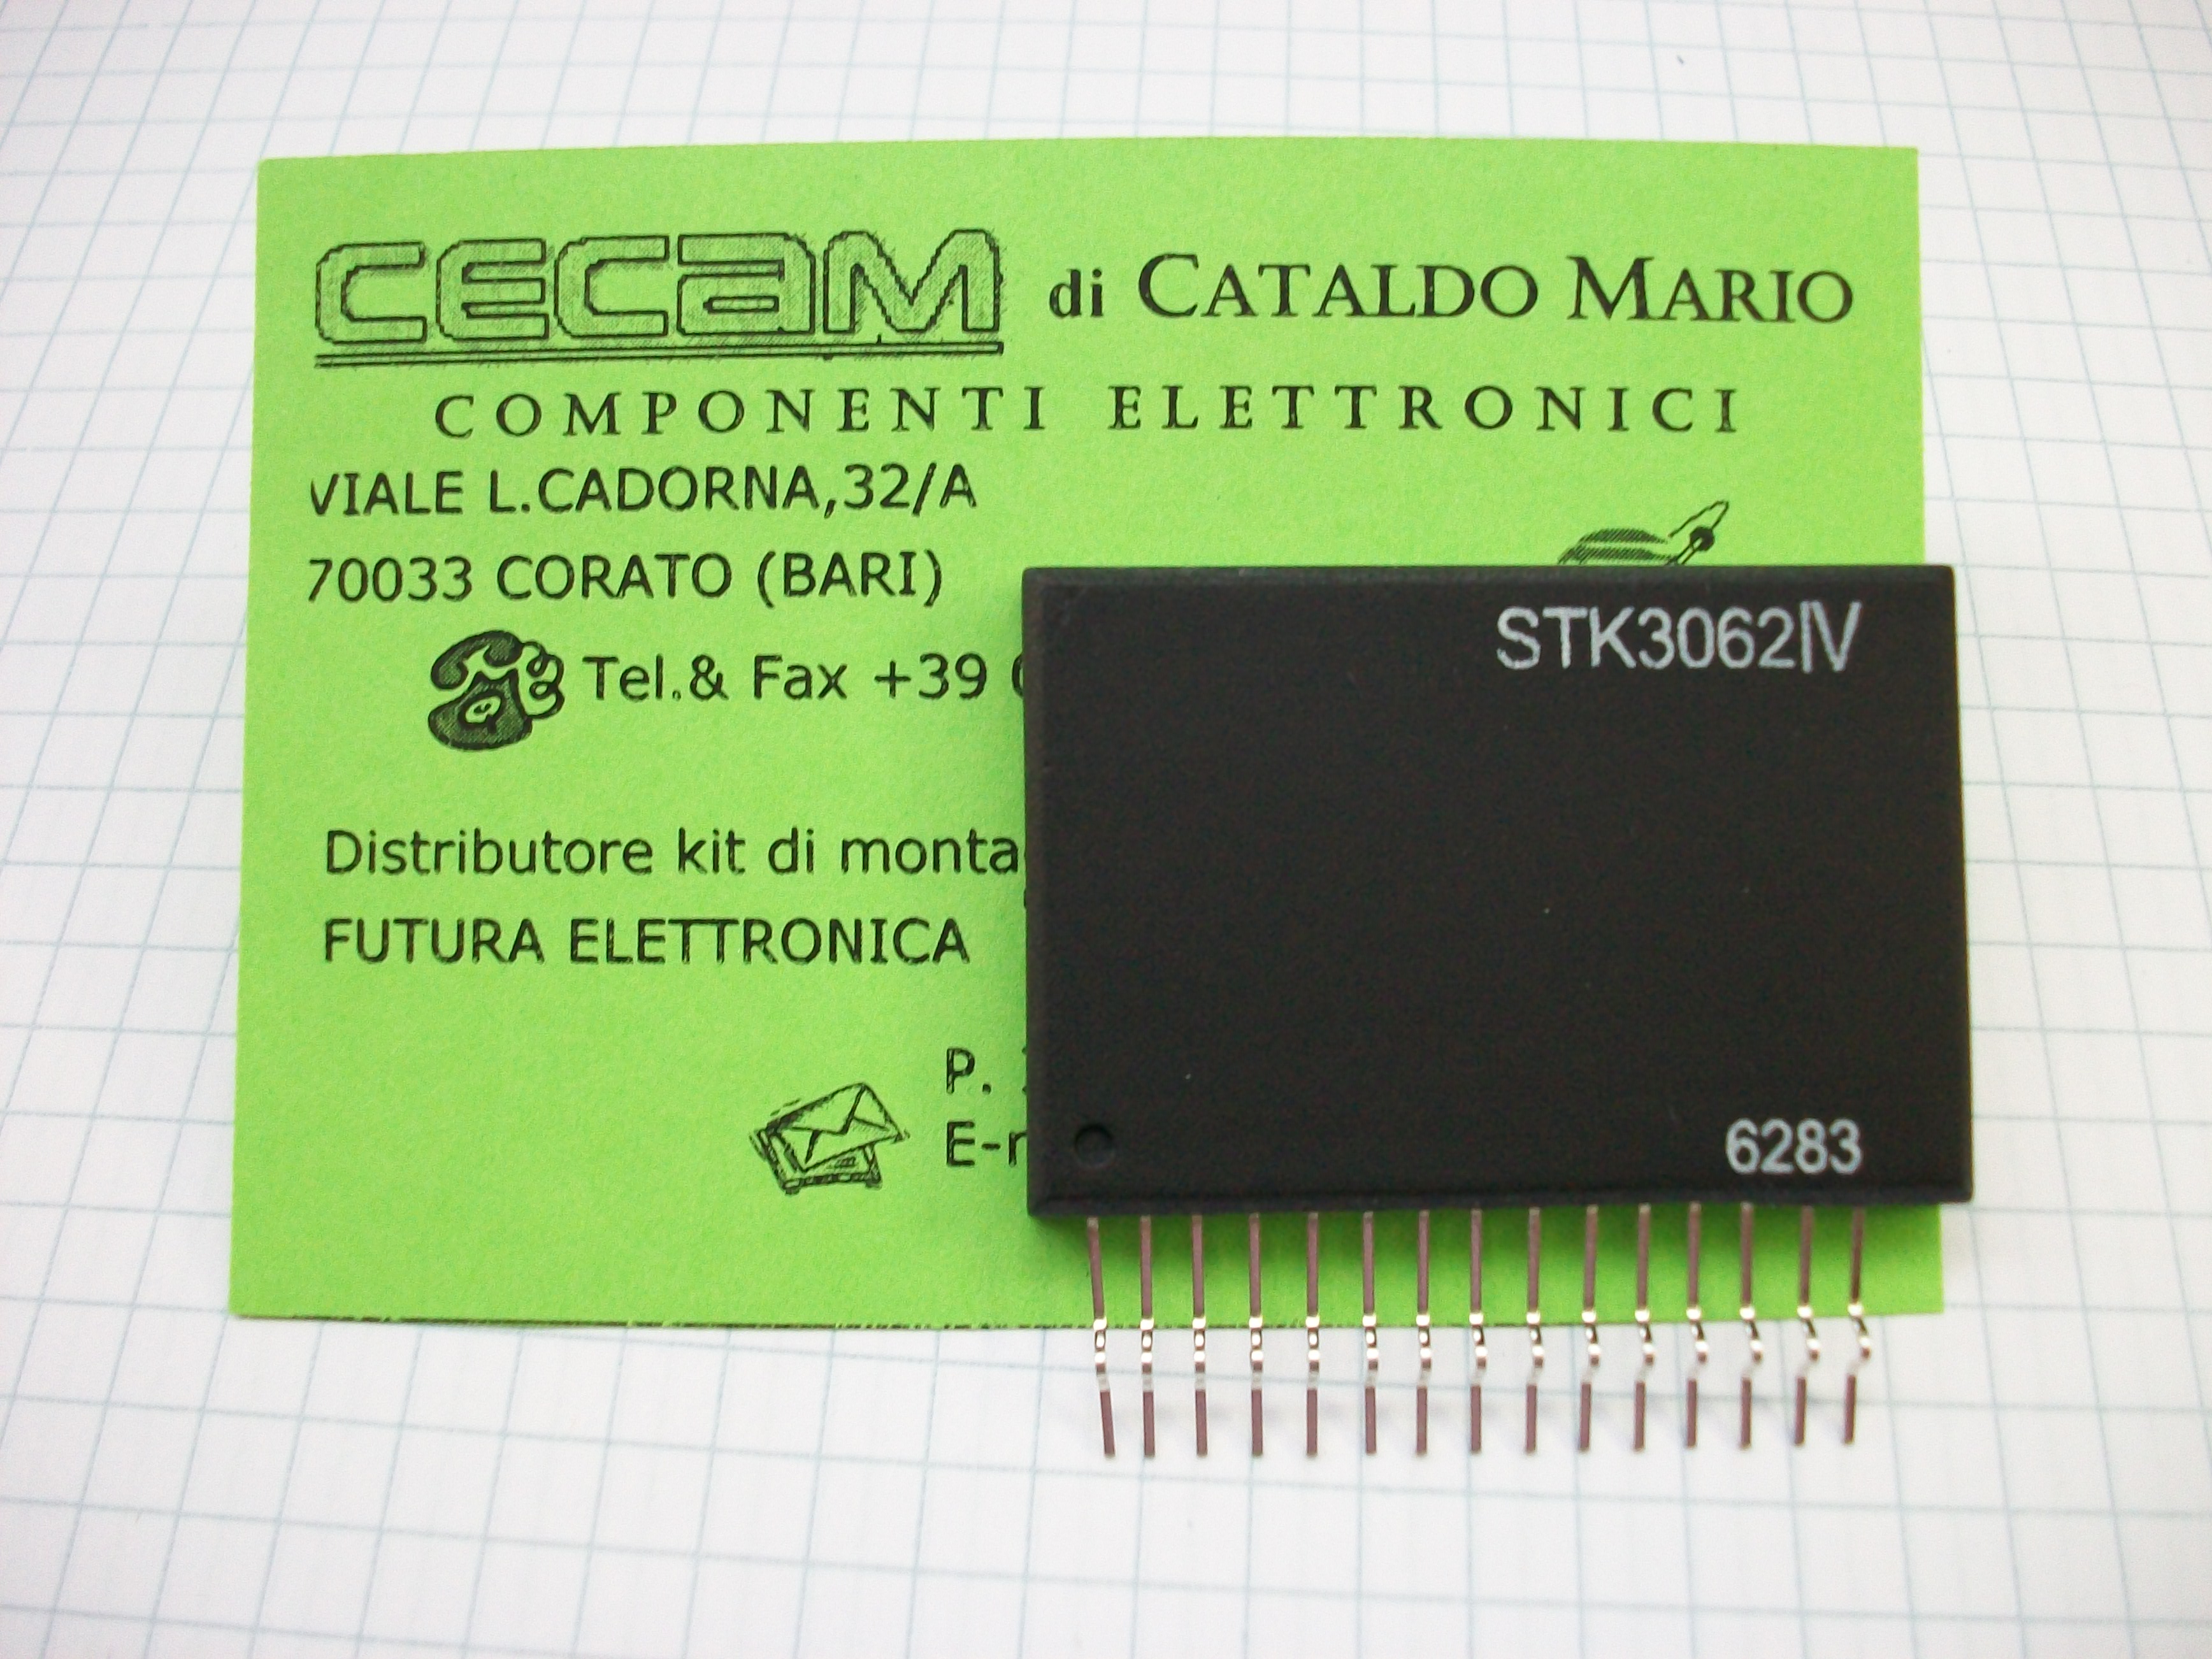 CECAM di CATALDO MARIO
COMPONENTI ELETTRONICI
VIALE L.CADORNA,32/A
70033 CORATO (BARI)
Tel.& Fax +39
Distributore kit di
FUTURA ELETTRONICA
P.
STK3062IV
6283